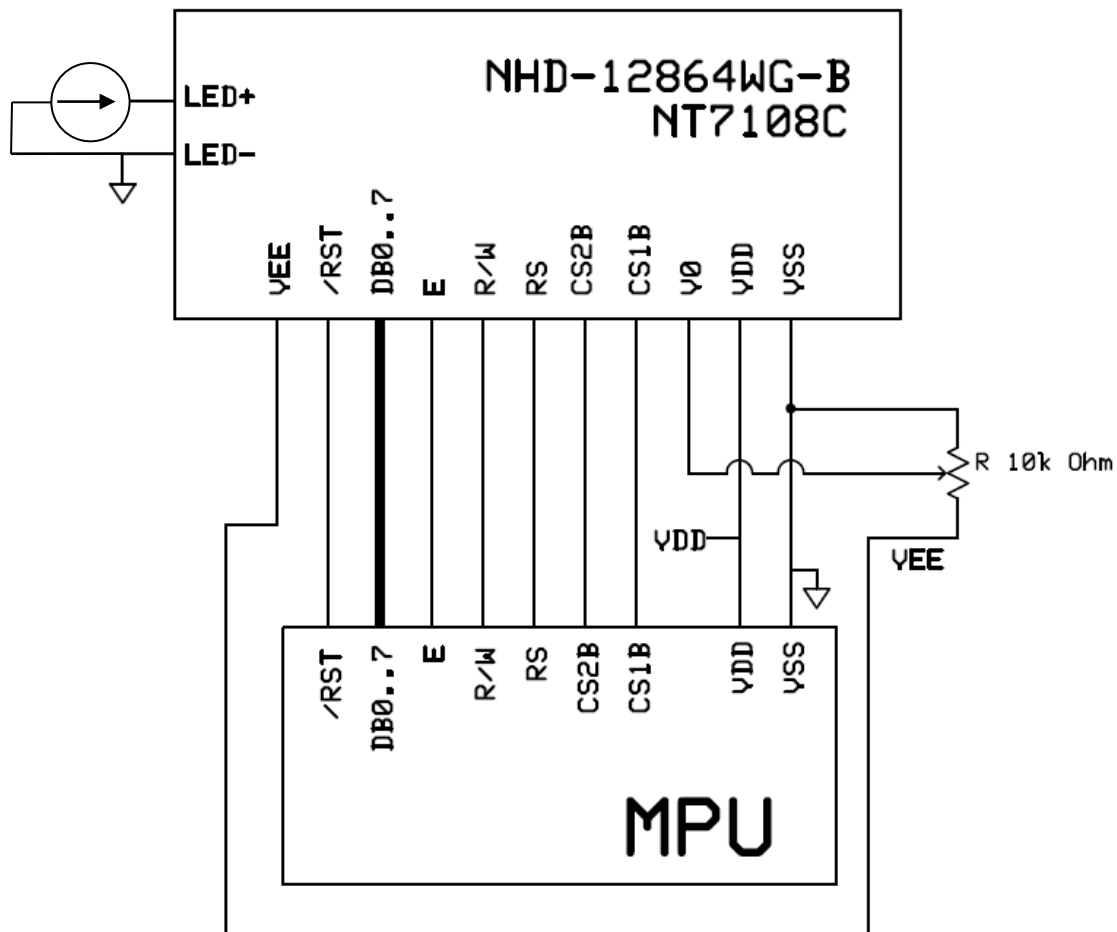 NHD-12864WG-B
NT7108C
LED+
LED-
VEE
/RST
DB0..7
E
R/W
RS
CS2B
CS1B
V0
VDD
VSS
R 10k Ohm
VDD
VEE
/RST
DB0..7
E
R/W
RS
CS2B
CS1B
VDD
VSS
MPU